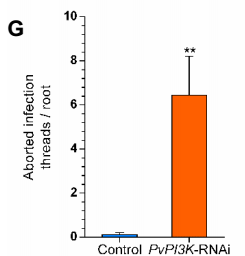 G
Aborted infection
threads / root
10
8
6
4
2
0
**
Control PvPI3K-RNAi